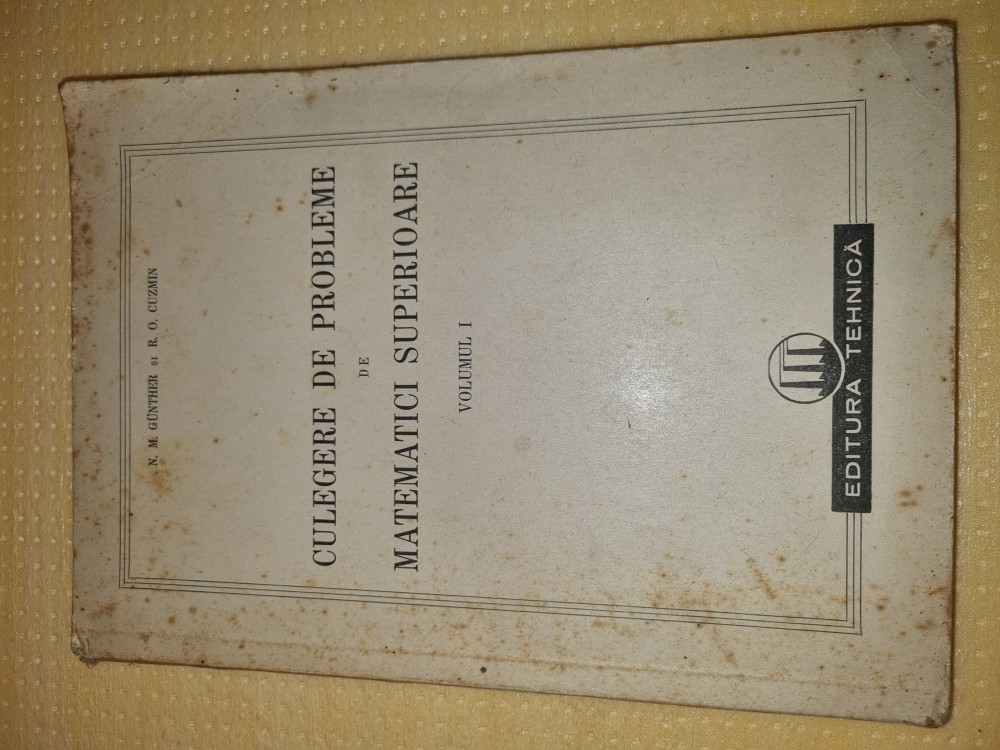 N. M. GÜNTHER și R. O. CUZMIN
CULEGERE DE PROBLEME
DE
MATEMATICI SUPERIOARE
VOLUMUL I
EDITURA TEHNICĂ